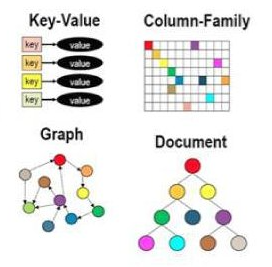 Key-Value
key value
key value
key value
key value
Column-Family
Graph
Document